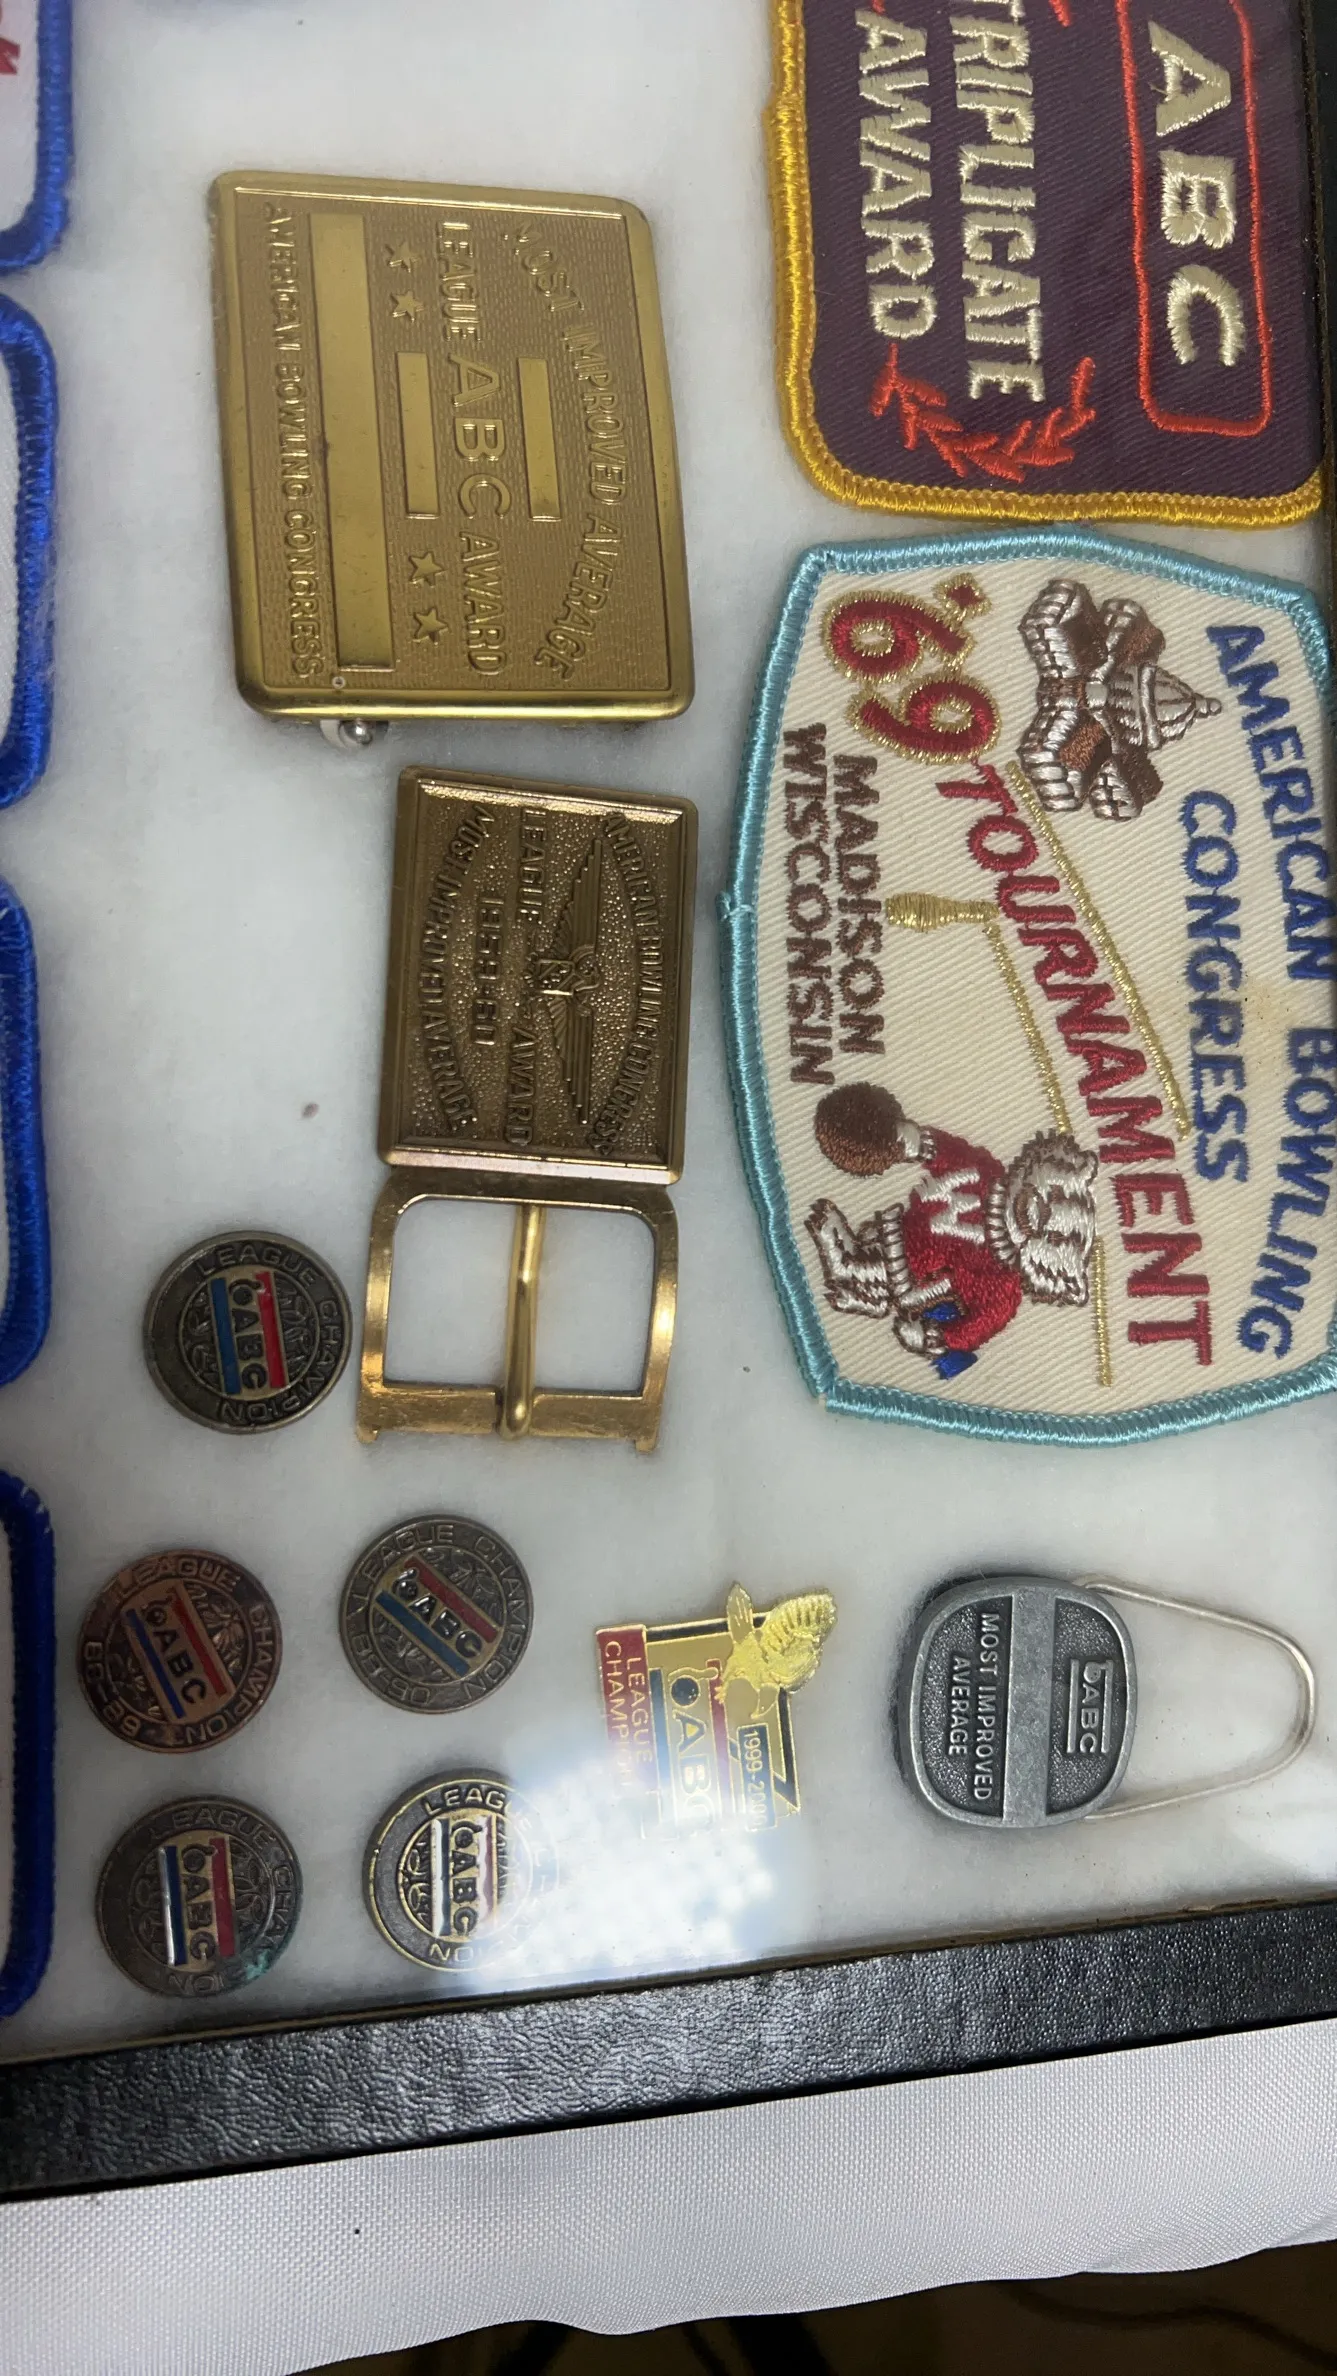 ABC
TRIPLICATE
AWARD
AMERICAN BOWLING
CONGRESS
'69 TOURNAMENT
MADISON
WISCONSIN
W
MOST IMPROVED AVERAGE
LEAGUE ABC AWARD
AMERICAN BOWLING CONGRESS
AMERICAN BOWLING CONGRESS
LEAGUE AWARD
MOST IMPROVED AVERAGE
ABC
MOST IMPROVED
AVERAGE
ABC
LEAGUE
LEAGUE CHAMPION
ABC
LEAGUE CHAMPION
ABC
LEAGUE CHAMPION
ABC
88-89
LEAGUE
ABC
LEAGUE
ABC